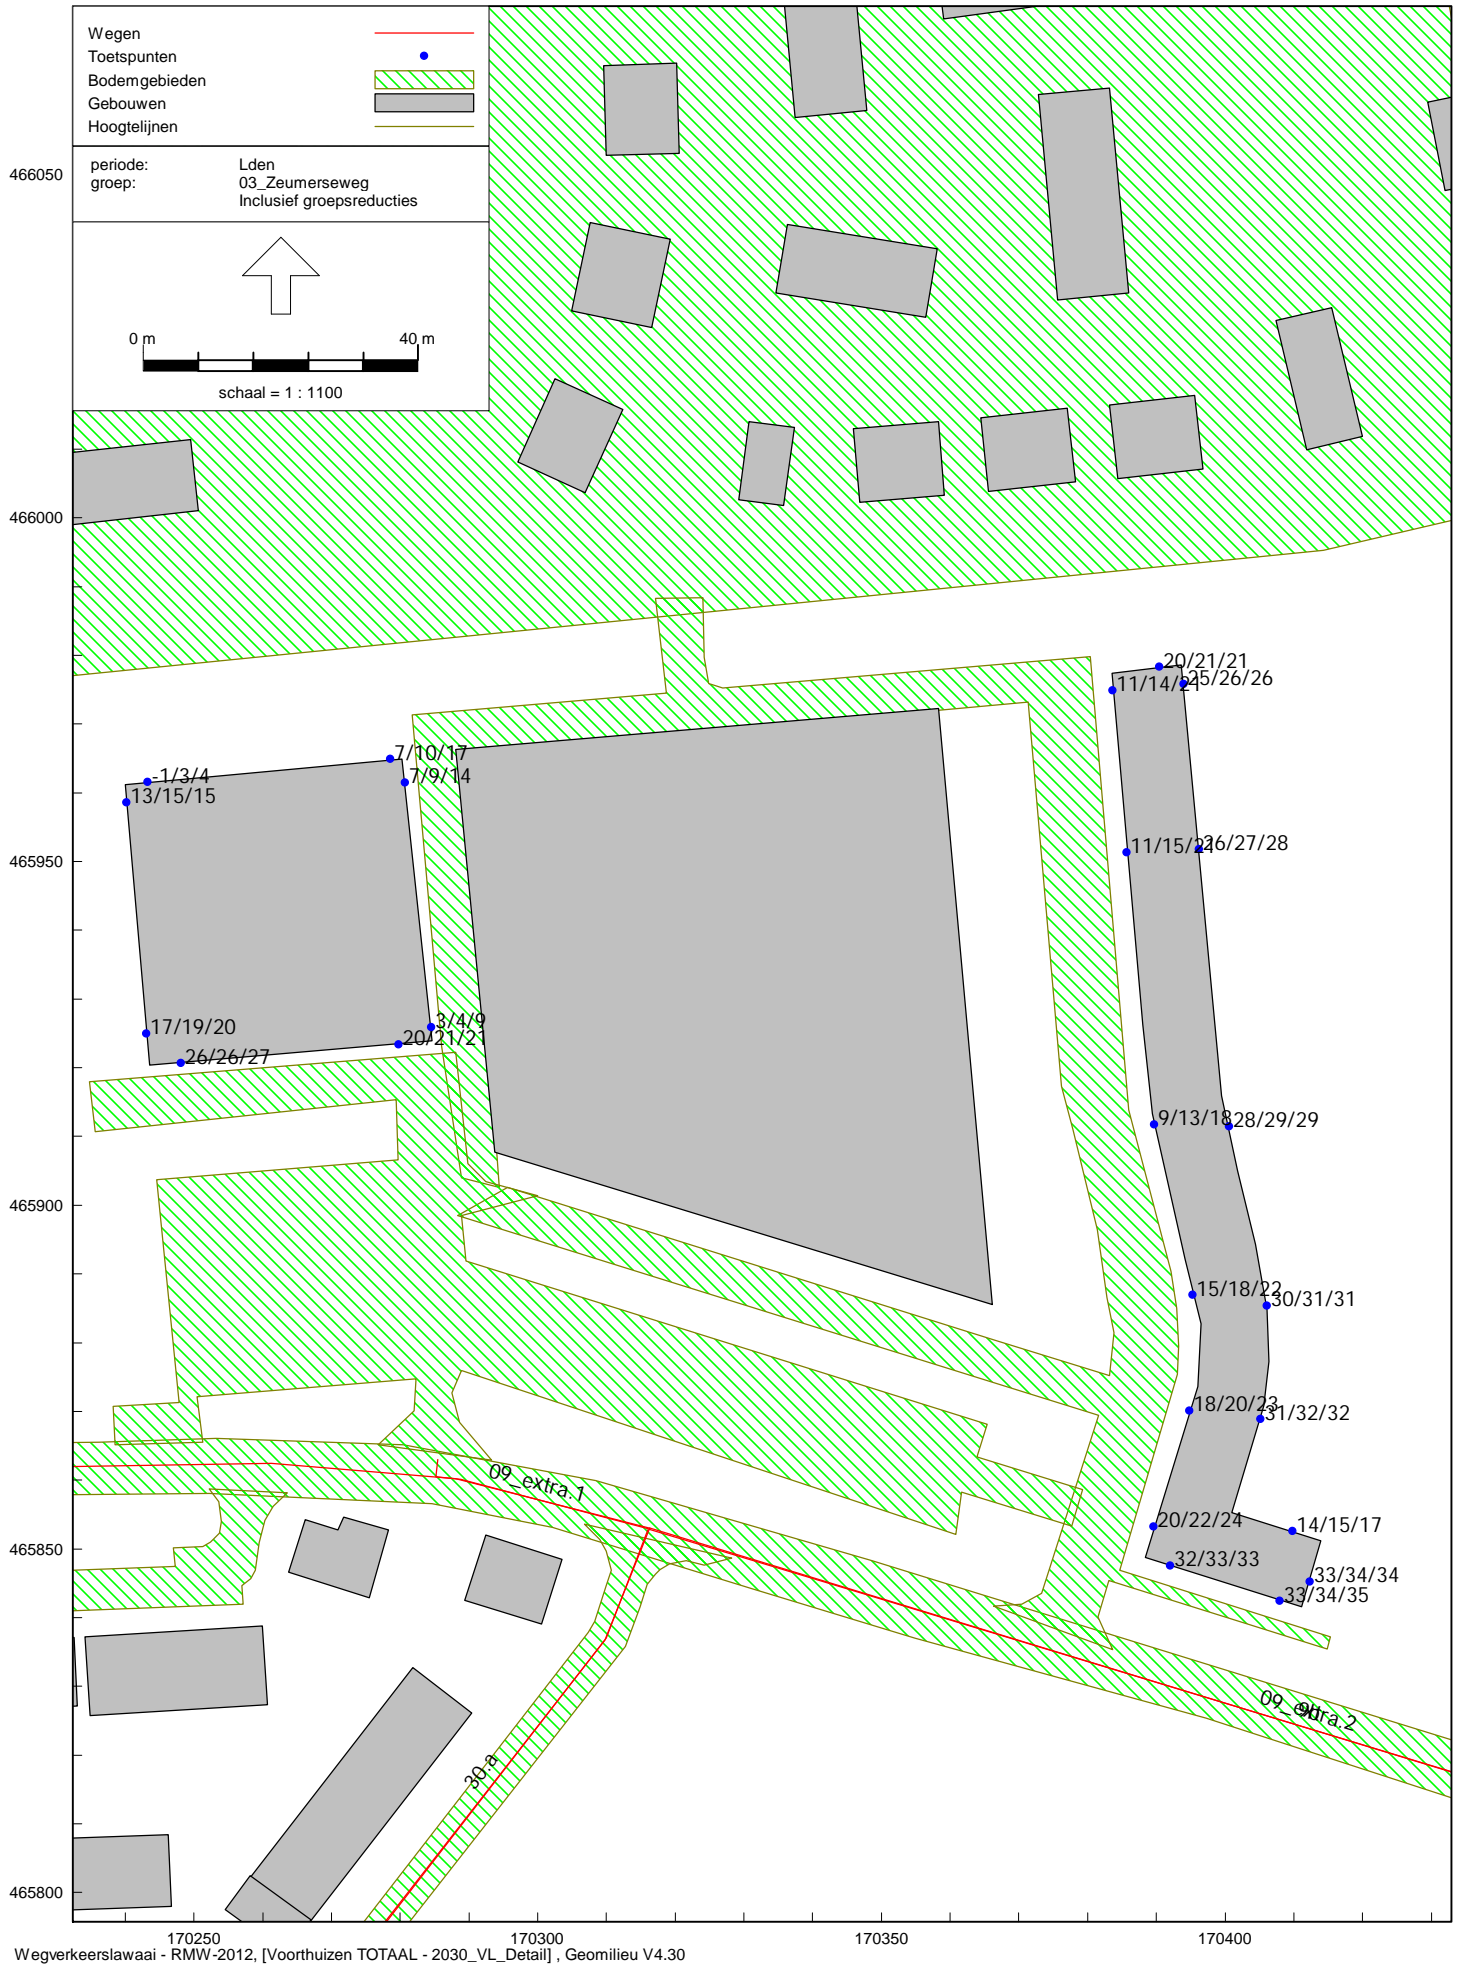 Wegen
Toetspunten
Bodemgebieden
Gebouwen
Hoogtelijnen
periode: Lden
groep: 03_Zeumerseweg
Inclusief groepsreducties
0 m 40 m
schaal = 1 : 1100
466050
466000
20/21/21
11/14/21 25/26/26
7/10/17
-1/3/4 7/9/14
13/15/15
465950
11/15/21 26/27/28
17/19/20 3/4/9
20/21/21
26/26/27
9/13/18 28/29/29
465900
15/18/22 30/31/31
18/20/23 31/32/32
09_extra.1
20/22/24 14/15/17
465850
32/33/33 33/34/34
33/34/35
09_extra.2
30.a
465800
170250 170300 170350 170400
Wegverkeerslawaai - RMW-2012, [Voorthuizen TOTAAL - 2030_VL_Detail] , Geomilieu V4.30